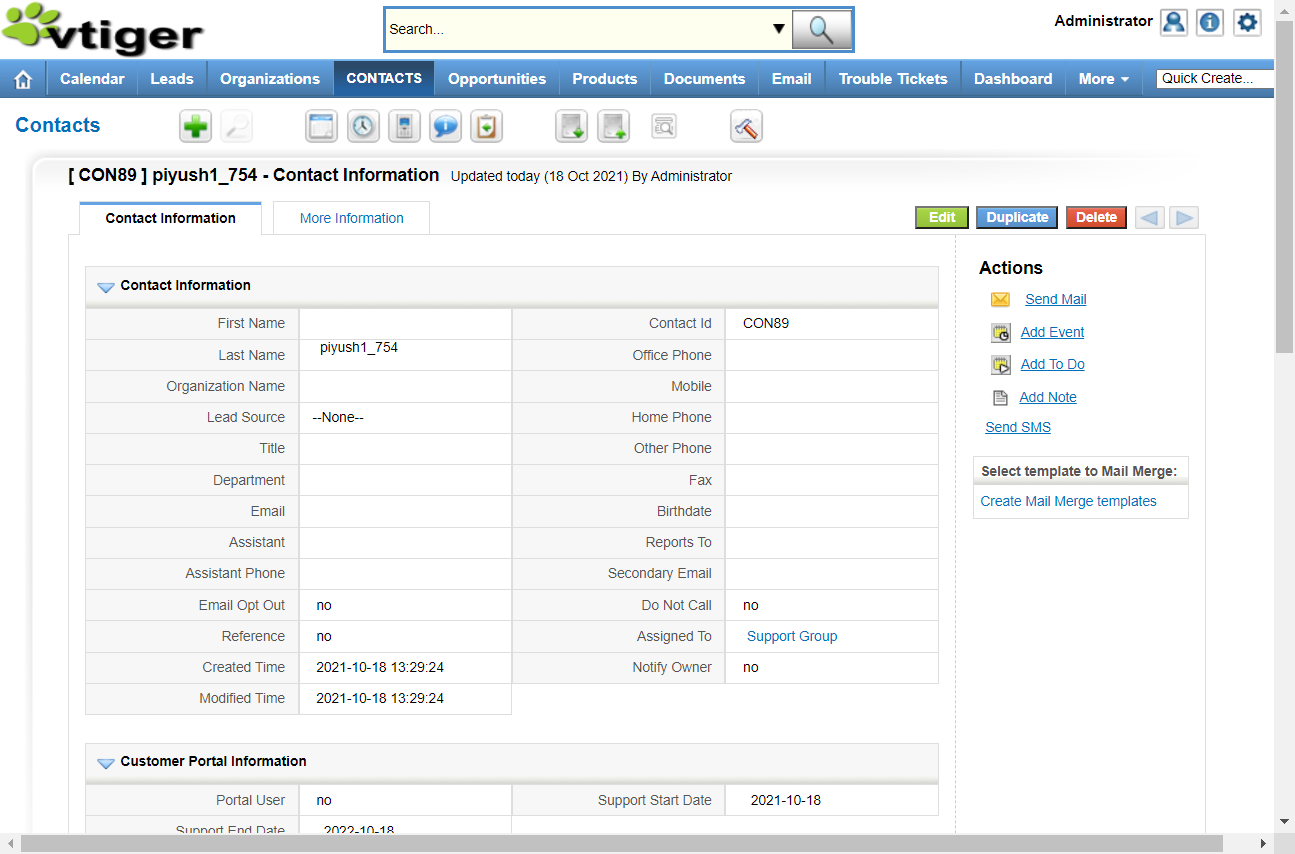 vtiger
Search...
Administrator
Calendar Leads Organizations CONTACTS Opportunities Products Documents Email Trouble Tickets Dashboard More Quick Create...
Contacts
[ CON89 ] piyush1_754 - Contact Information Updated today (18 Oct 2021) By Administrator
Contact Information More Information
Edit Duplicate Delete
Contact Information
First Name Contact Id CON89
Last Name piyush1_754 Office Phone
Organization Name Mobile
Lead Source --None-- Home Phone
Title Other Phone
Department Fax
Email Birthdate
Assistant Reports To
Assistant Phone Secondary Email
Email Opt Out no Do Not Call no
Reference no Assigned To Support Group
Created Time 2021-10-18 13:29:24 Notify Owner no
Modified Time 2021-10-18 13:29:24
Customer Portal Information
Portal User no Support Start Date 2021-10-18
Support End Date 2022-10-18
Actions
Send Mail
Add Event
Add To Do
Add Note
Send SMS
Select template to Mail Merge:
Create Mail Merge templates